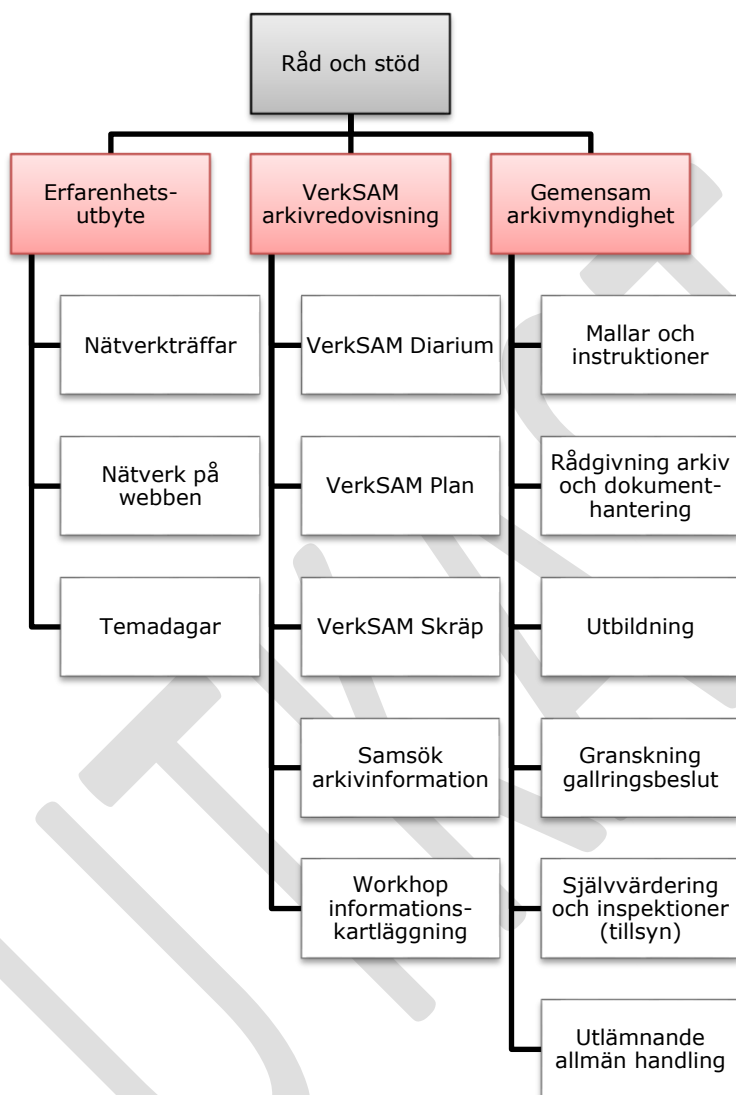 Råd och stöd
Erfarenhets-
utbyte
Nätverkträffar
Nätverk på
webben
Temadagar
VerkSAM
arkivredovisning
VerkSAM Diarium
VerkSAM Plan
VerkSAM Skräp
Samsök
arkivinformation
Workhop
informations-
kartläggning
Gemensam
arkivmyndighet
Mallar och
instruktioner
Rådgivning arkiv
och dokument-
hantering
Utbildning
Granskning
gallringsbeslut
Självvärdering
och inspektioner
(tillsyn)
Utlämnande
allmän handling
UTKAST